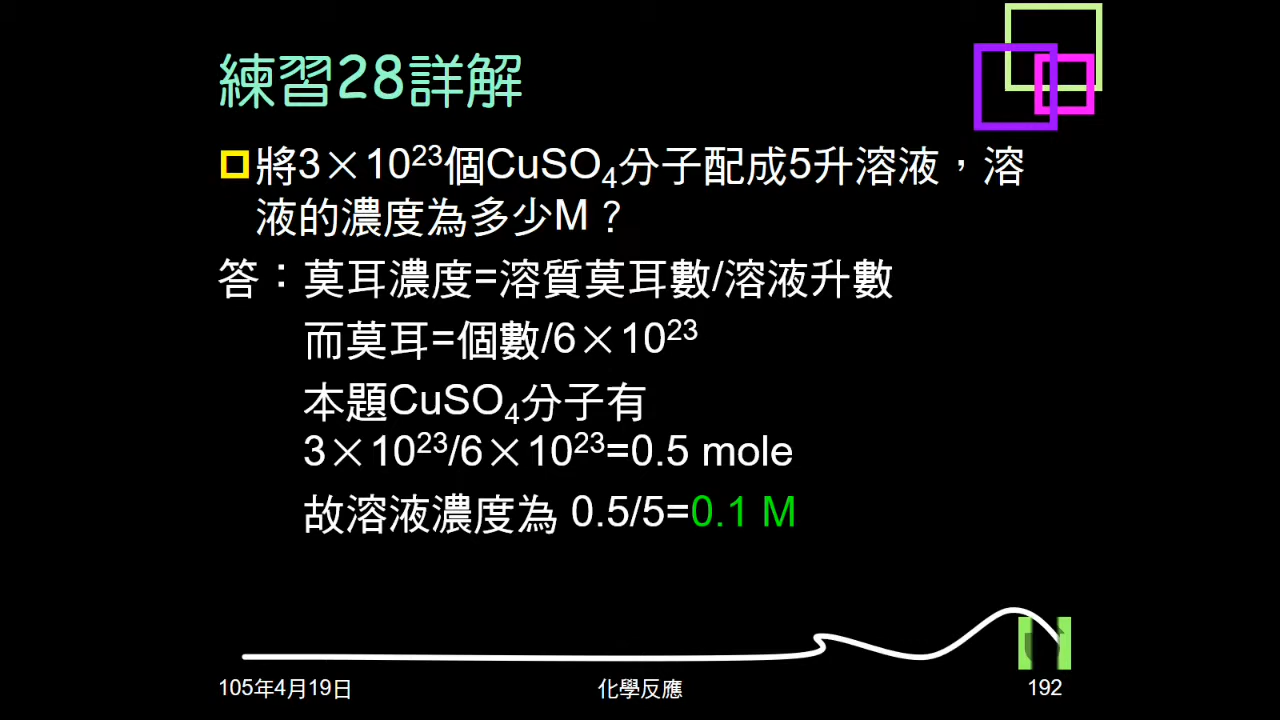 練習28詳解
將3×10²³個CuSO₄分子配成5升溶液，溶
液的濃度為多少M？
答：莫耳濃度=溶質莫耳數/溶液升數
而莫耳=個數/6×10²³
本題CuSO₄分子有
3×10²³/6×10²³=0.5 mole
故溶液濃度為 0.5/5=0.1 M
105年4月19日
化學反應
192